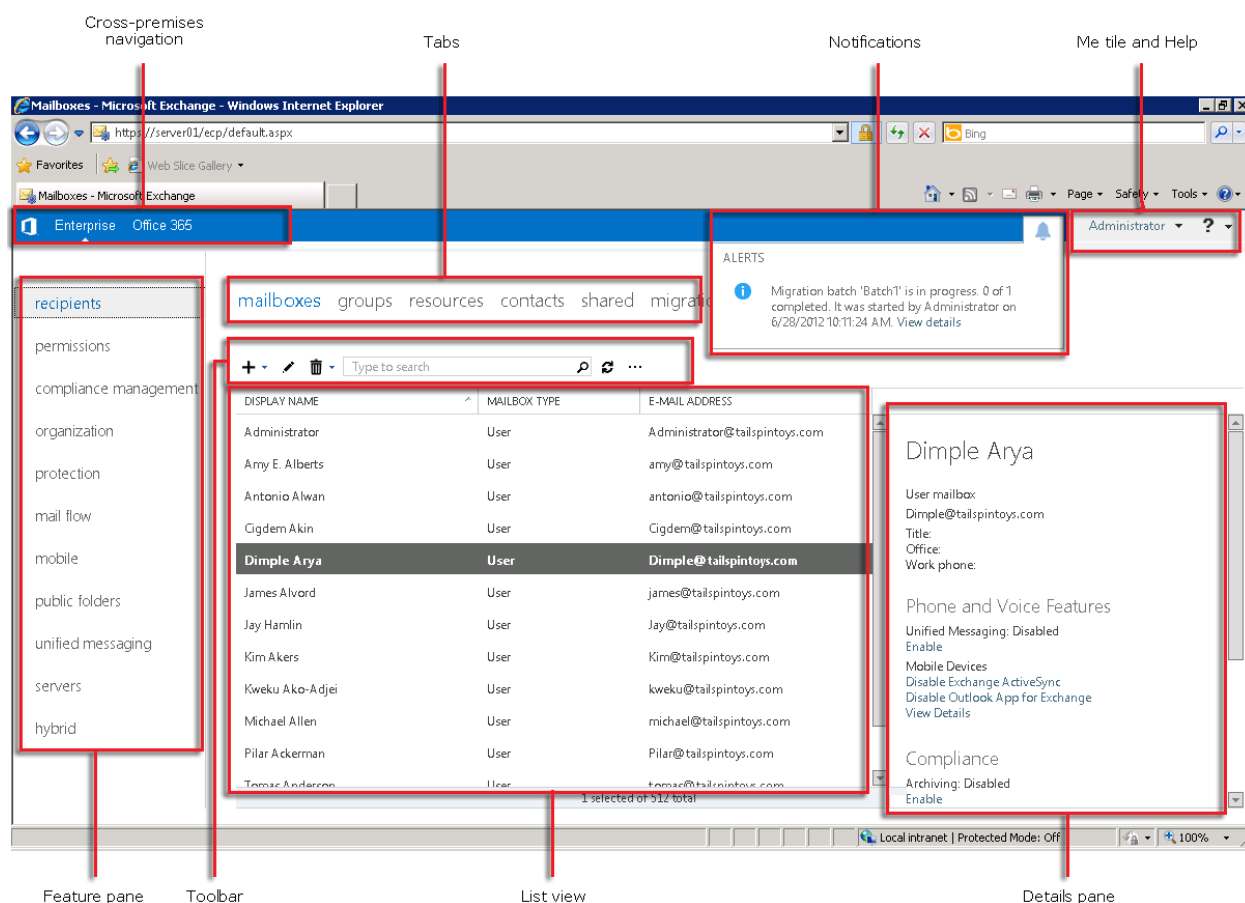 Cross-premises
navigation
Tabs
Notifications
Me tile and Help
Mailboxes - Microsoft Exchange - Windows Internet Explorer
https://server01/ecp/default.aspx
Bing
Favorites
Web Slice Gallery
Mailboxes - Microsoft Exchange
Page
Safety
Tools
Enterprise
Office 365
Administrator
?
ALERTS
Migration batch 'Batch1' is in progress. 0 of 1
completed. It was started by Administrator on
6/28/2012 10:11:24 AM. View details
recipients
permissions
compliance management
organization
protection
mail flow
mobile
public folders
unified messaging
servers
hybrid
mailboxes groups resources contacts shared migratio
Type to search
DISPLAY NAME MAILBOX TYPE E-MAIL ADDRESS
Administrator User Administrator@tailspintoys.com
Amy E. Alberts User amy@tailspintoys.com
Antonio Alwan User antonio@tailspintoys.com
Cigdem Akin User Cigdem@tailspintoys.com
Dimple Arya User Dimple@tailspintoys.com
James Alvord User james@tailspintoys.com
Jay Hamlin User Jay@tailspintoys.com
Kim Akers User Kim@tailspintoys.com
Kweku Ako-Adjei User kweku@tailspintoys.com
Michael Allen User michael@tailspintoys.com
Pilar Ackerman User Pilar@tailspintoys.com
Tomas Anderson User tomas@tailspintoys.com
1 selected of 512 total
Dimple Arya
User mailbox
Dimple@tailspintoys.com
Title:
Office:
Work phone:
Phone and Voice Features
Unified Messaging: Disabled
Enable
Mobile Devices
Disable Exchange ActiveSync
Disable Outlook App for Exchange
View Details
Compliance
Archiving: Disabled
Enable
Local intranet | Protected Mode: Off
100%
Feature pane
Toolbar
List view
Details pane